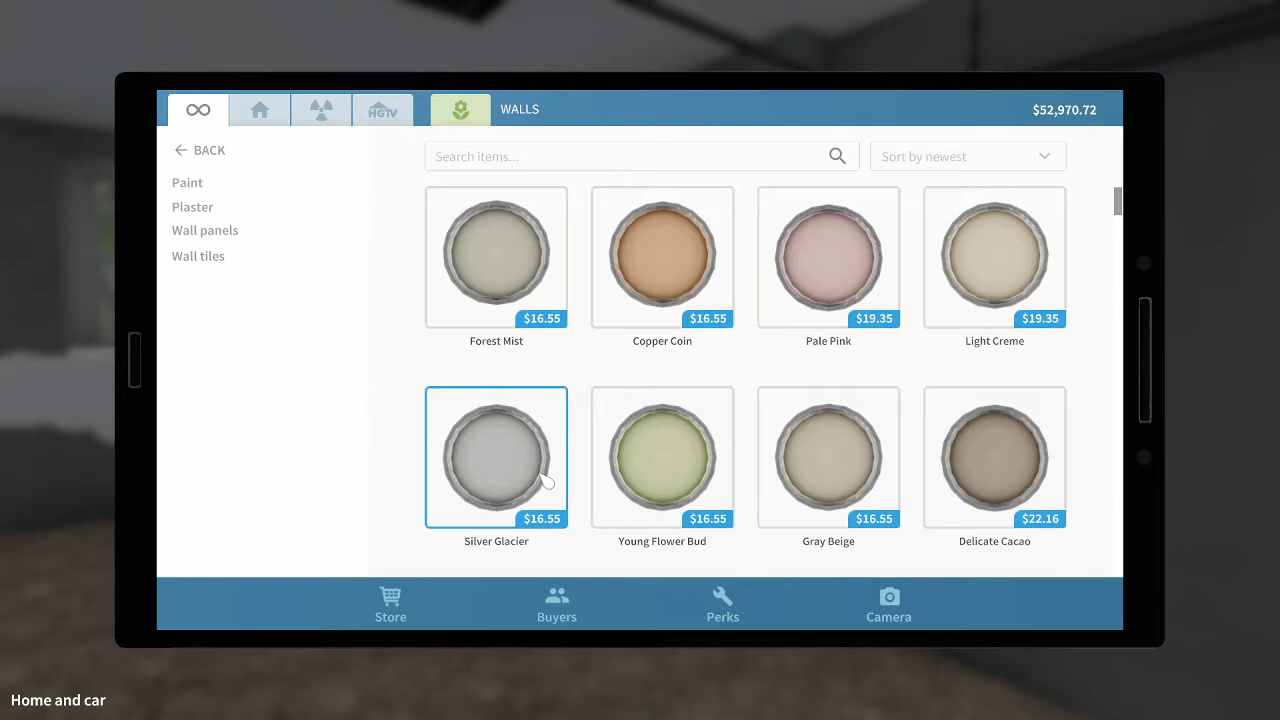 HGTV WALLS $52,970.72
BACK
Search items... Sort by newest
Paint
Plaster
Wall panels
Wall tiles
$16.55 $16.55 $19.35 $19.35
Forest Mist Copper Coin Pale Pink Light Creme
$16.55 $16.55 $16.55 $22.16
Silver Glacier Young Flower Bud Gray Beige Delicate Cacao
Store Buyers Perks Camera
Home and car